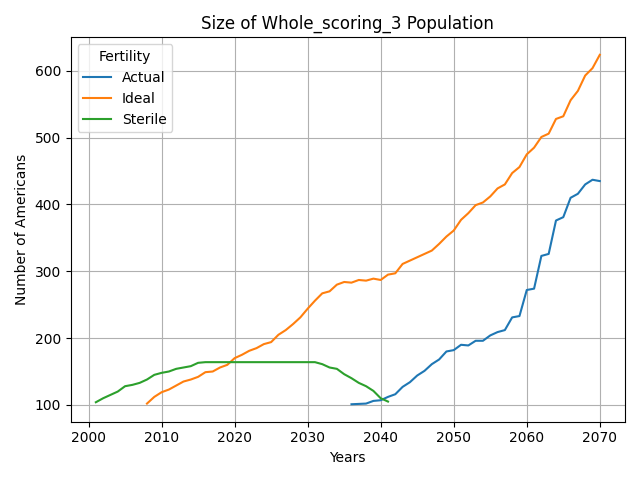 Size of Whole_scoring_3 Population
Fertility
Actual
Ideal
Sterile
Number of Americans
600
500
400
300
200
100
2000
2010
2020
2030
2040
2050
2060
2070
Years